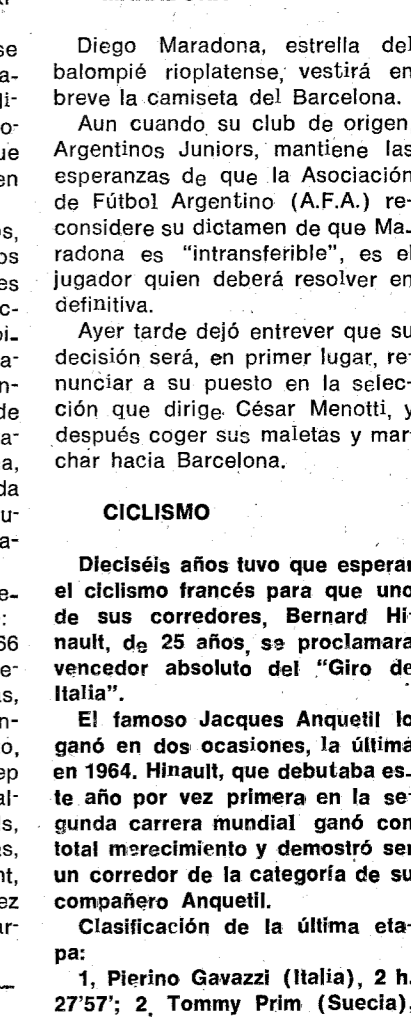 Diego Maradona, estrella del
balompié rioplatense, vestirá en
breve la camiseta del Barcelona.
Aun cuando su club de origen
Argentinos Juniors, mantiene las
esperanzas de que la Asociación
de Fútbol Argentino (A.F.A.) re-
considere su dictamen de que Ma-
radona es "intransferible", es el
jugador quien deberá resolver en
definitiva.
Ayer tarde dejó entrever que su
decisión será, en primer lugar, re-
nunciar a su puesto en la selec-
ción que dirige César Menotti, y
después coger sus maletas y mar-
char hacia Barcelona.
CICLISMO
Dieciséis años tuvo que esperar
el ciclismo francés para que uno
de sus corredores, Bernard Hi-
nault, de 25 años, se proclamara
vencedor absoluto del "Giro de
Italia".
El famoso Jacques Anquetil lo
ganó en dos ocasiones, la última
en 1964. Hinault, que debutaba es-
te año por vez primera en la se-
gunda carrera mundial ganó con
total merecimiento y demostró ser
un corredor de la categoría de su
compañero Anquetil.
Clasificación de la última eta-
pa:
1, Pierino Gavazzi (Italia), 2 h.
27'57'; 2, Tommy Prim (Suecia),